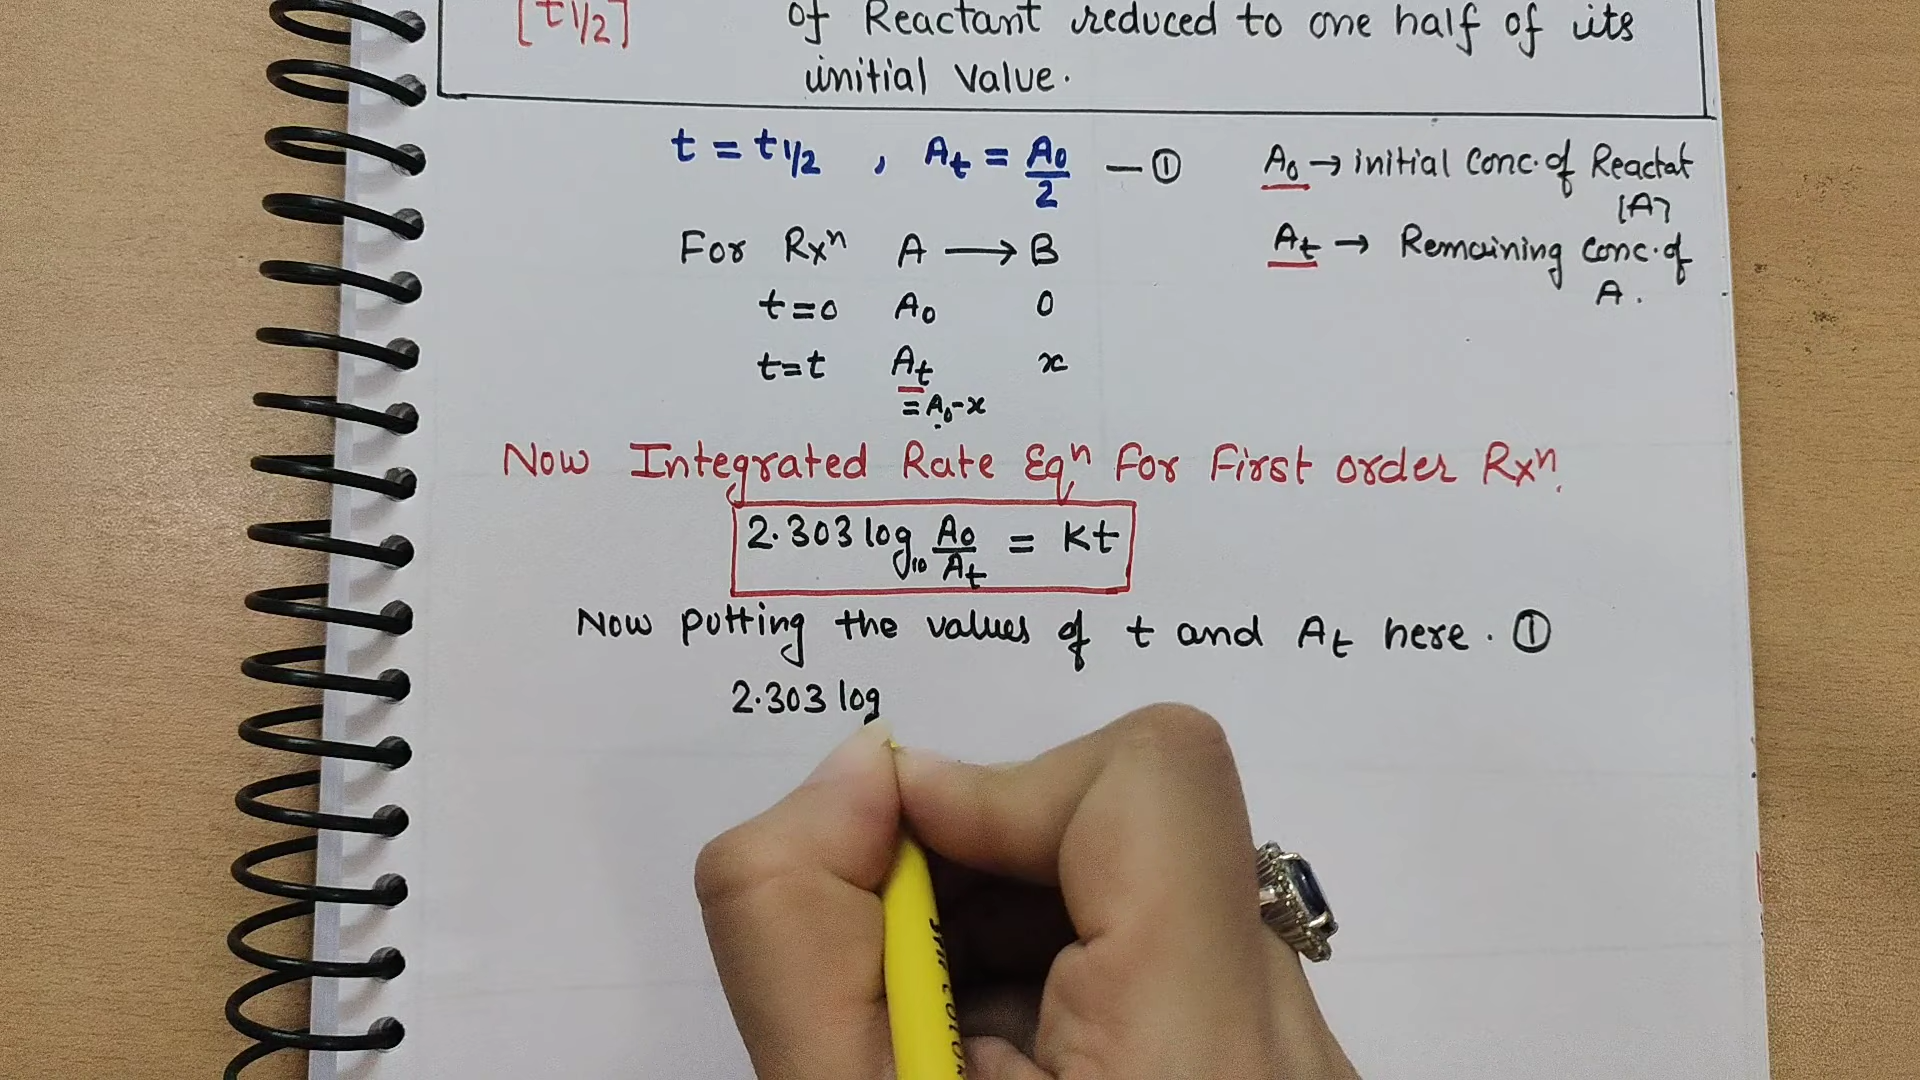 [t1/2] of Reactant reduced to one half of its
initial value.
t = t1/2 , At = A0/2 — ①
A0 → initial conc. of Reactat
[A]
For Rxn A → B
At → Remaining conc. of
A.
t=0 A0 0
t=t At x
= A0-x
Now Integrated Rate Eqn For First order Rxn.
2.303 log10 A0/At = Kt
Now putting the values of t and At here. ①
2.303 log